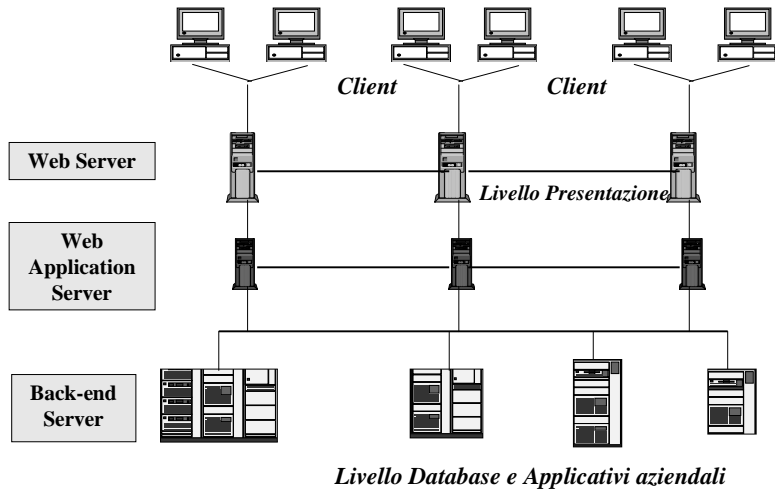 Client
Client
Web Server
Livello Presentazione
Web
Application
Server
Back-end
Server
Livello Database e Applicativi aziendali